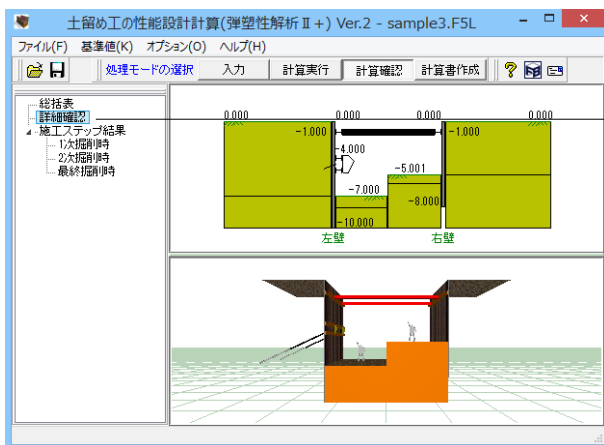 土留め工の性能設計計算(弾塑性解析Ⅱ+) Ver.2 - sample3.F5L
ファイル(F) 基準値(K) オプション(O) ヘルプ(H)
処理モードの選択 入力 計算実行 計算確認 計算書作成
総括表
詳細確認
施工ステップ結果
1次掘削時
2次掘削時
最終掘削時
0.000 0.000 0.000 0.000
-1.000 -1.000
-4.000
-5.001
-7.000
-8.000
-10.000
左壁 右壁